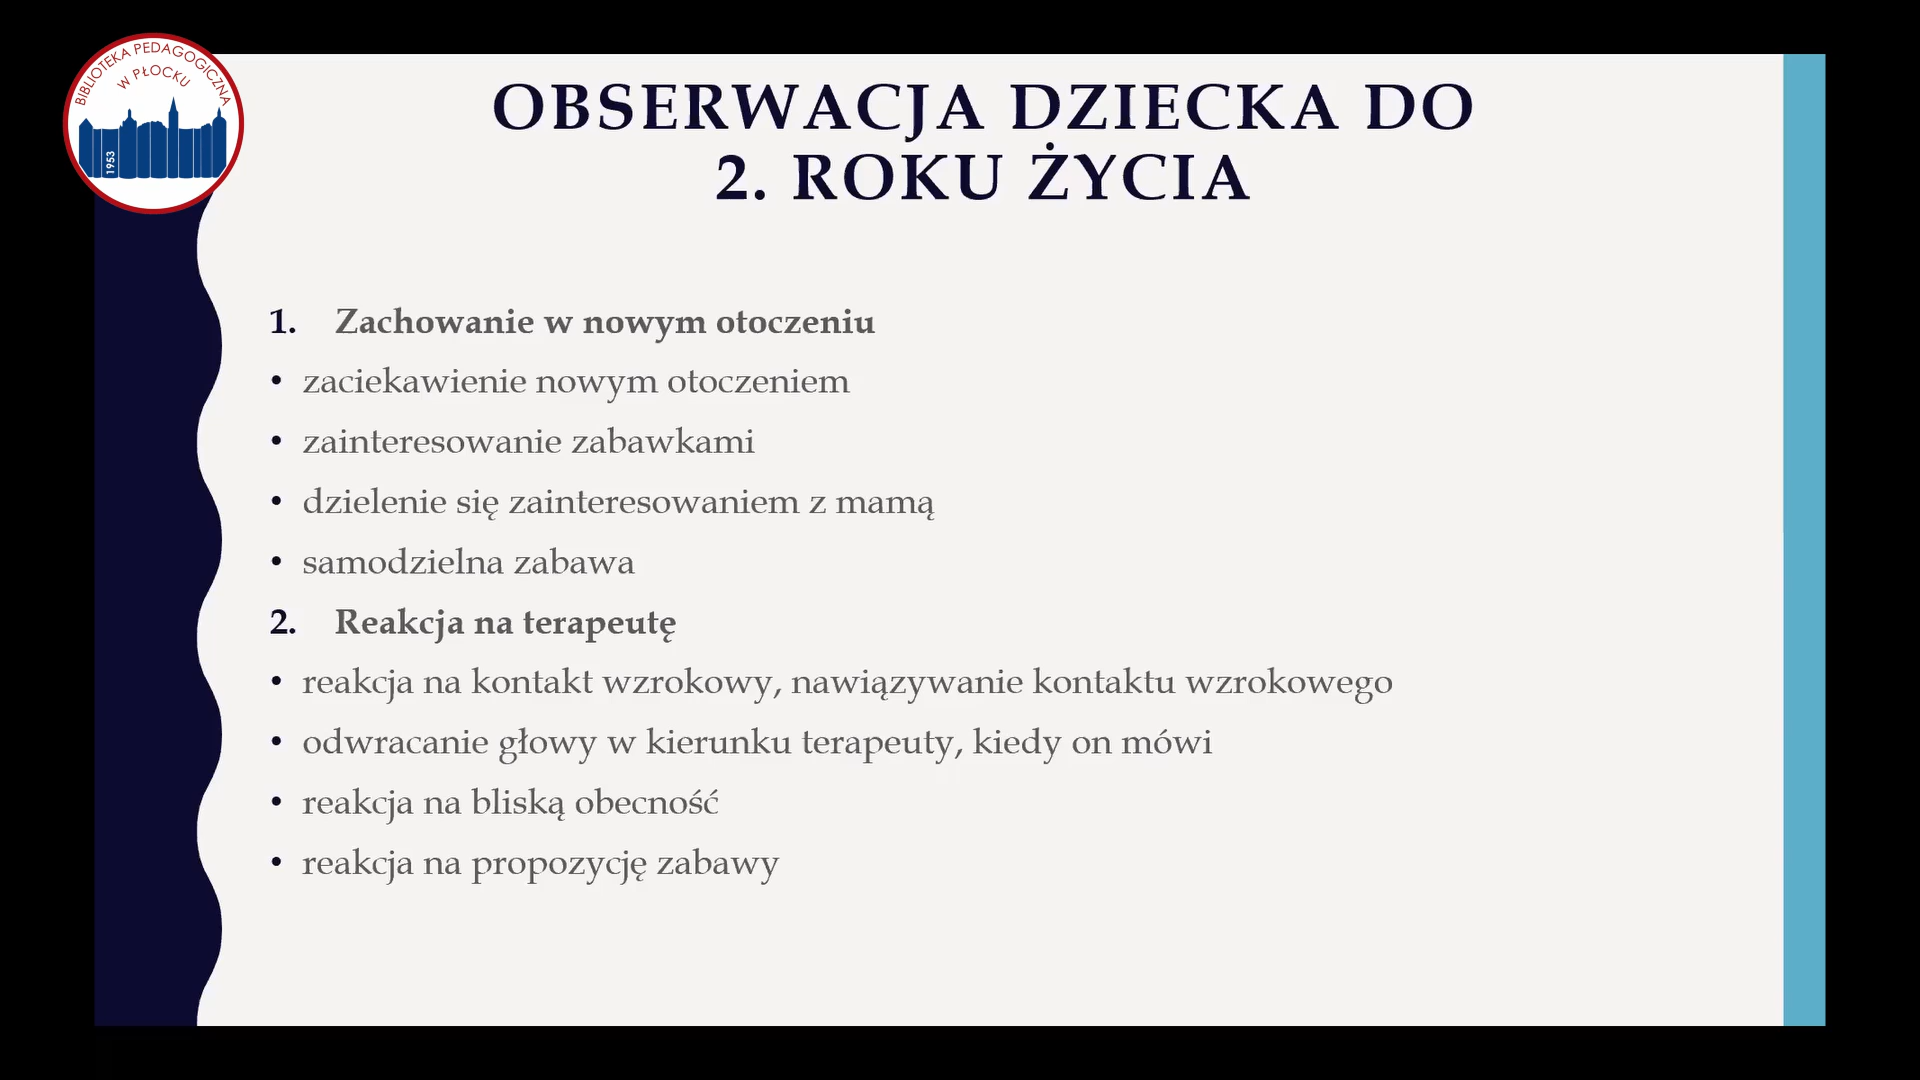 BIBLIOTEKA PEDAGOGICZNA
W PŁOCKU
1953
OBSERWACJA DZIECKA DO
2. ROKU ŻYCIA
1. Zachowanie w nowym otoczeniu
• zaciekawienie nowym otoczeniem
• zainteresowanie zabawkami
• dzielenie się zainteresowaniem z mamą
• samodzielna zabawa
2. Reakcja na terapeutę
• reakcja na kontakt wzrokowy, nawiązywanie kontaktu wzrokowego
• odwracanie głowy w kierunku terapeuty, kiedy on mówi
• reakcja na bliską obecność
• reakcja na propozycję zabawy